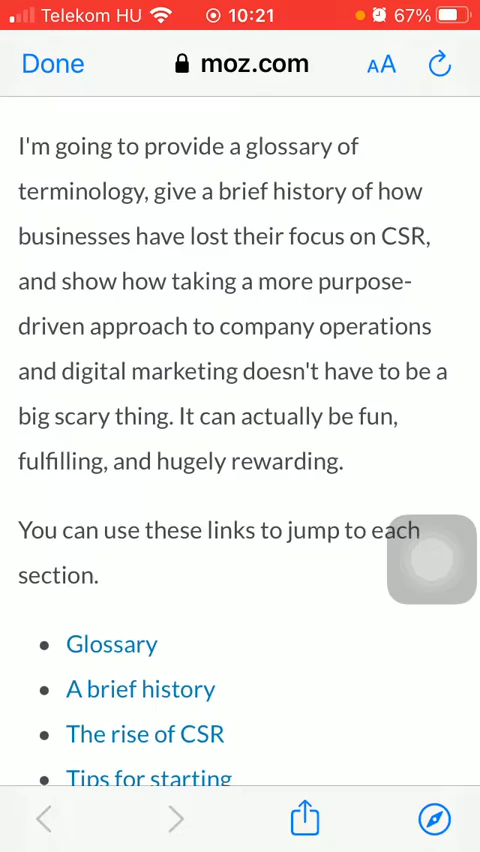 Telekom HU 10:21 67%
Done moz.com AA
I'm going to provide a glossary of
terminology, give a brief history of how
businesses have lost their focus on CSR,
and show how taking a more purpose-
driven approach to company operations
and digital marketing doesn't have to be a
big scary thing. It can actually be fun,
fulfilling, and hugely rewarding.
You can use these links to jump to each
section.
• Glossary
• A brief history
• The rise of CSR
• Tips for starting